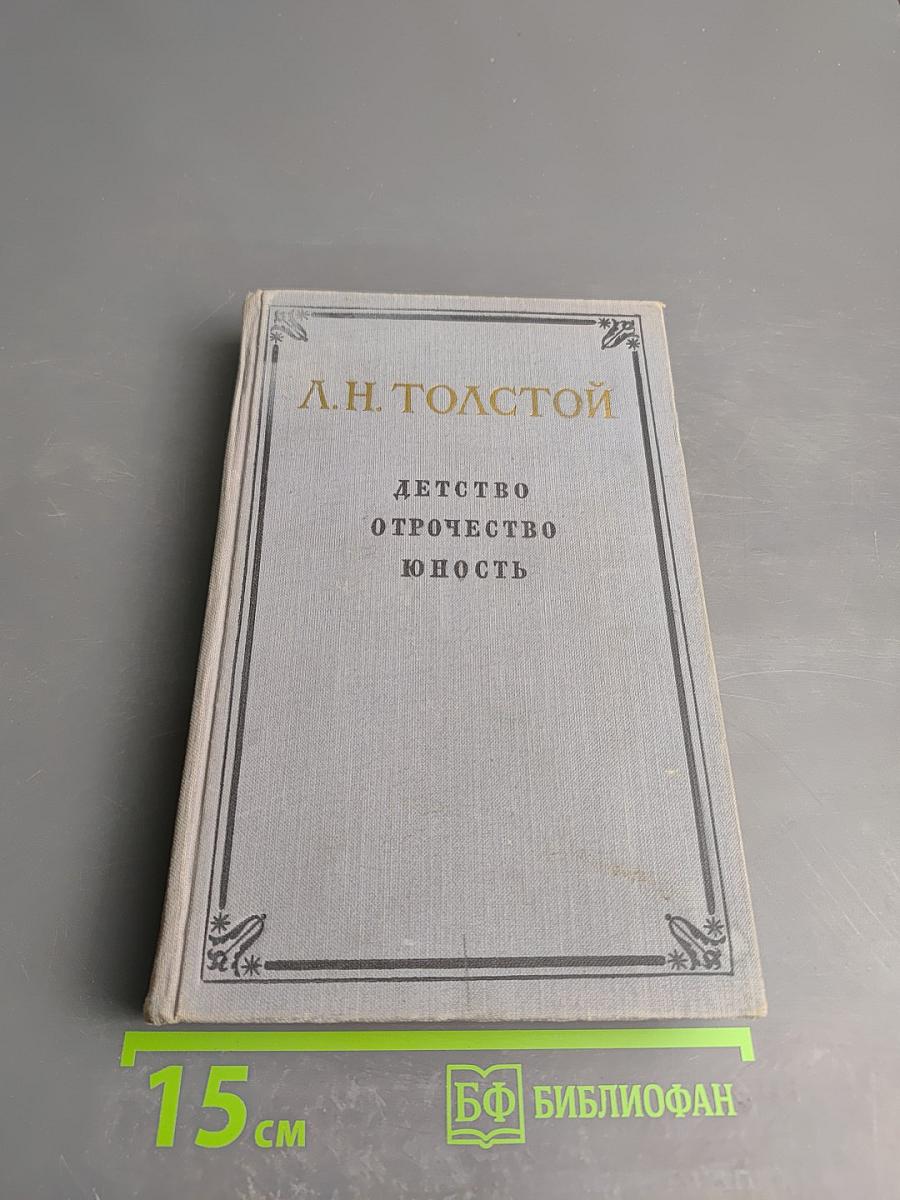 Л.Н. ТОЛСТОЙ
ДЕТСТВО
ОТРОЧЕСТВО
ЮНОСТЬ
15 см
БФ БИБЛИОФАН